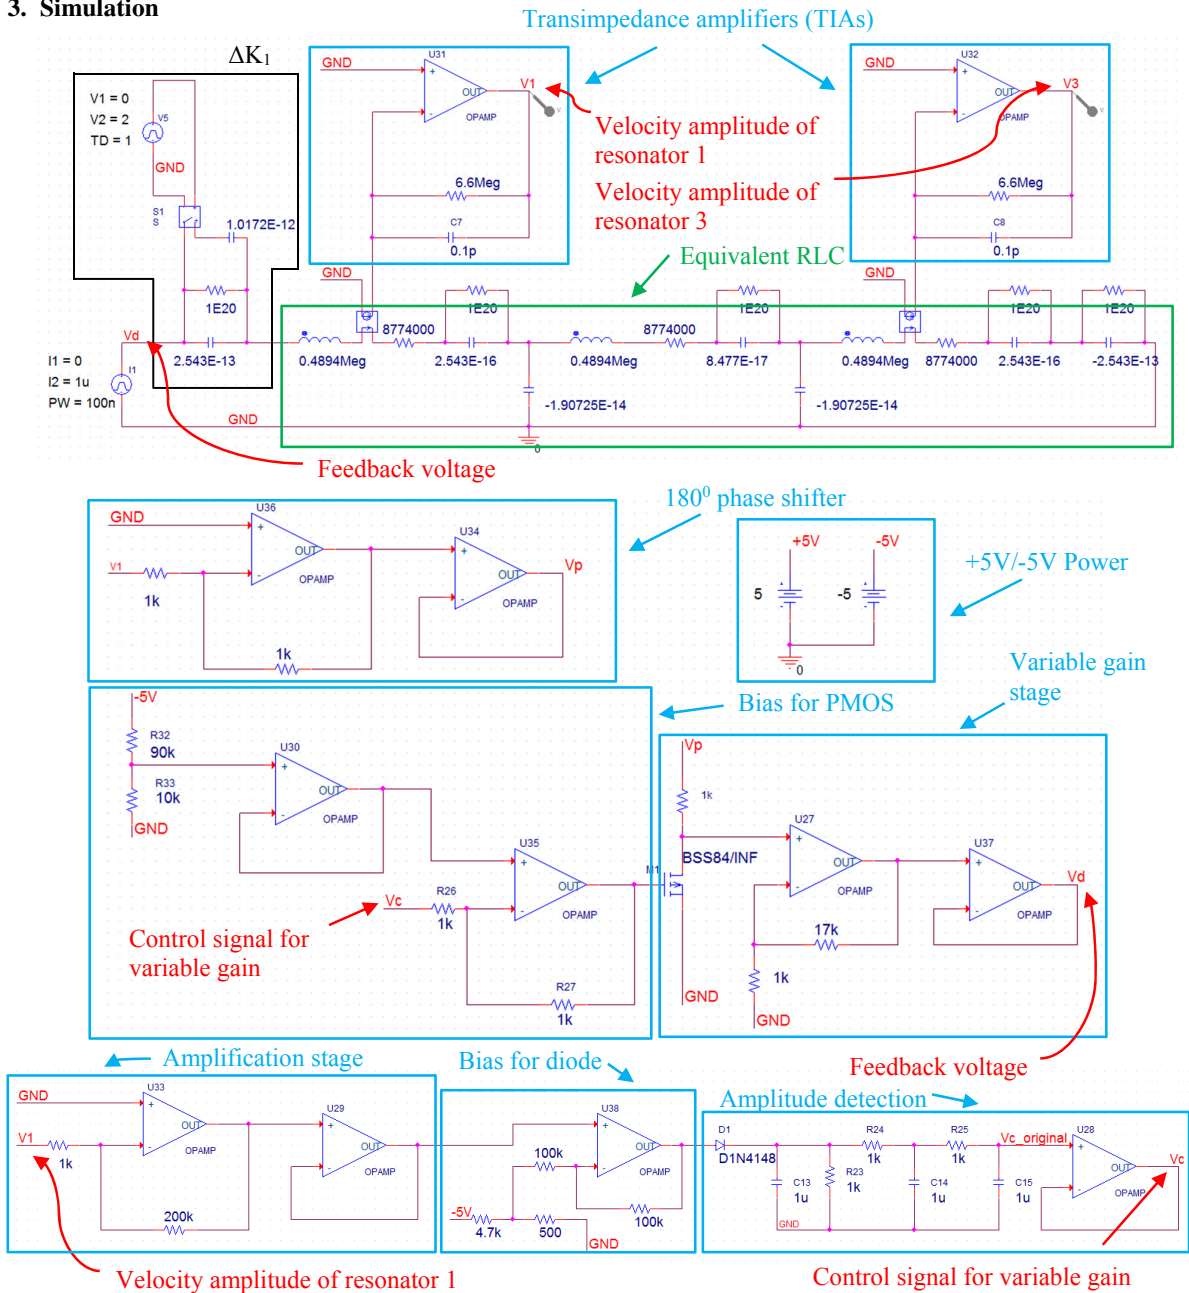 3. Simulation
Transimpedance amplifiers (TIAs)
ΔK1
V1 = 0
V2 = 2
TD = 1
V5
GND
S1
S
1.0172E-12
1E20
2.543E-13
Vd
I1 = 0
I2 = 1u
PW = 100n
I1
GND
Feedback voltage
GND
U31
+
-
OUT
OPAMP
V1
6.6Meg
C7
0.1p
Velocity amplitude of
resonator 1
Velocity amplitude of
resonator 3
GND
U32
+
-
OUT
OPAMP
V3
6.6Meg
C8
0.1p
Equivalent RLC
GND
0.4894Meg
8774000
1E20
2.543E-16
-1.90725E-14
0
0.4894Meg
8774000
1E20
8.477E-17
-1.90725E-14
GND
0.4894Meg
8774000
1E20
2.543E-16
1E20
-2.543E-13
180⁰ phase shifter
GND
V1
1k
U36
+
-
OUT
OPAMP
1k
U34
+
-
OUT
OPAMP
Vp
+5V
-5V
5
-5
0
+5V/-5V Power
Bias for PMOS
-5V
R32
90k
R33
10k
GND
U30
+
-
OUT
OPAMP
Vc
R26
1k
U35
+
-
OUT
OPAMP
R27
1k
Control signal for
variable gain
Variable gain
stage
Vp
1k
M1
BSS84/INF
GND
U27
+
-
OUT
OPAMP
17k
1k
GND
U37
+
-
OUT
OPAMP
Vd
Feedback voltage
Amplification stage
GND
V1
1k
U33
+
-
OUT
OPAMP
200k
U29
+
-
OUT
OPAMP
Velocity amplitude of resonator 1
Bias for diode
U38
+
-
OUT
OPAMP
100k
100k
-5V
4.7k
500
GND
Amplitude detection
D1
D1N4148
C13
1u
R23
1k
R24
1k
C14
1u
R25
1k
C15
1u
GND
Vc_original
U28
+
-
OUT
OPAMP
Vc
Control signal for variable gain